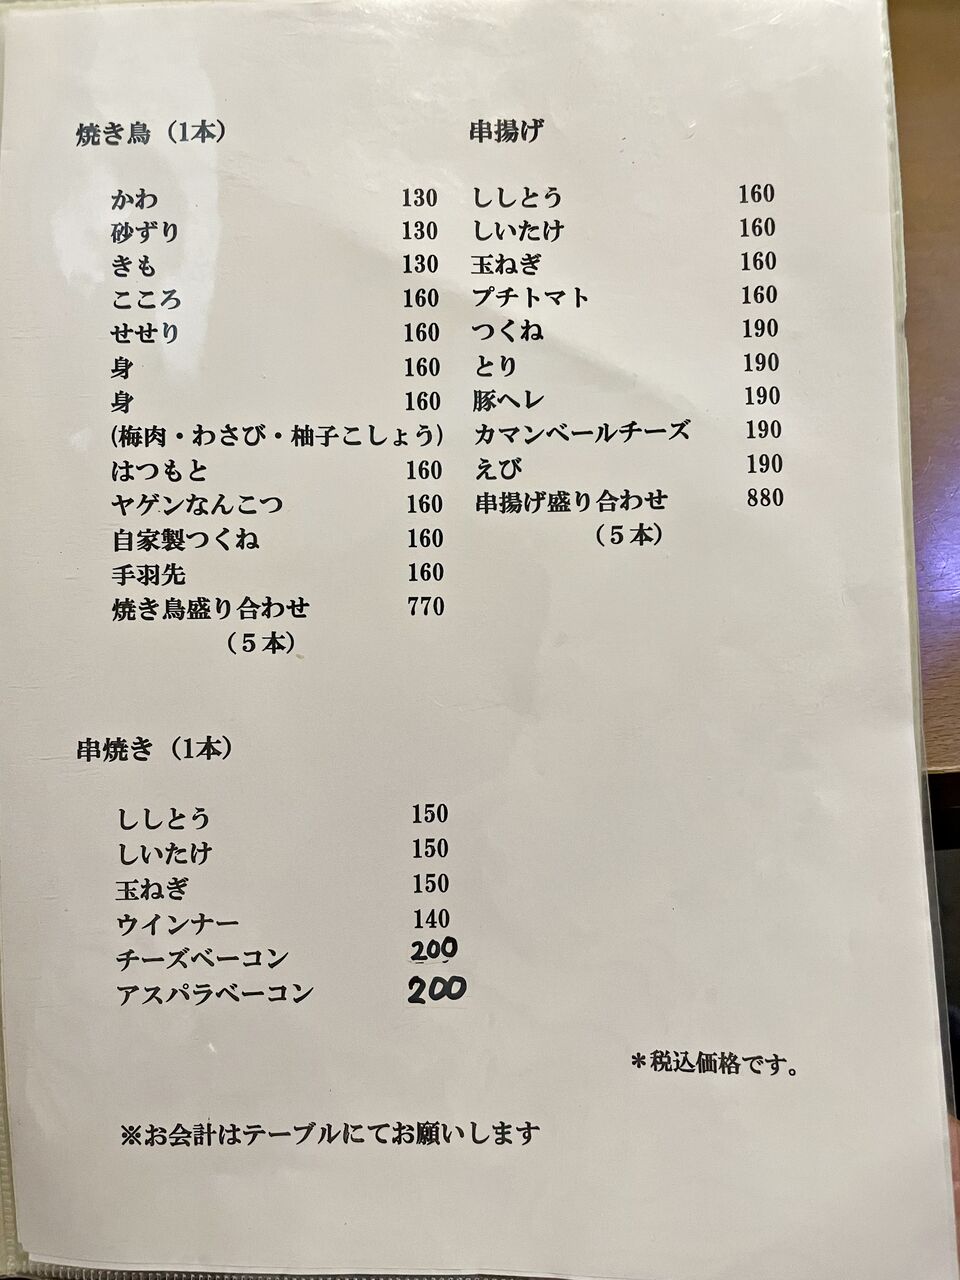 焼き鳥（1本）
かわ 130
砂ずり 130
きも 130
こころ 160
せせり 160
身 160
身 160
(梅肉・わさび・柚子こしょう)
はつもと 160
ヤゲンなんこつ 160
自家製つくね 160
手羽先 160
焼き鳥盛り合わせ 770
（５本）
串揚げ
ししとう 160
しいたけ 160
玉ねぎ 160
プチトマト 160
つくね 190
とり 190
豚ヘレ 190
カマンベールチーズ 190
えび 190
串揚げ盛り合わせ 880
（５本）
串焼き（1本）
ししとう 150
しいたけ 150
玉ねぎ 150
ウインナー 140
チーズベーコン 200
アスパラベーコン 200
＊税込価格です。
※お会計はテーブルにてお願いします